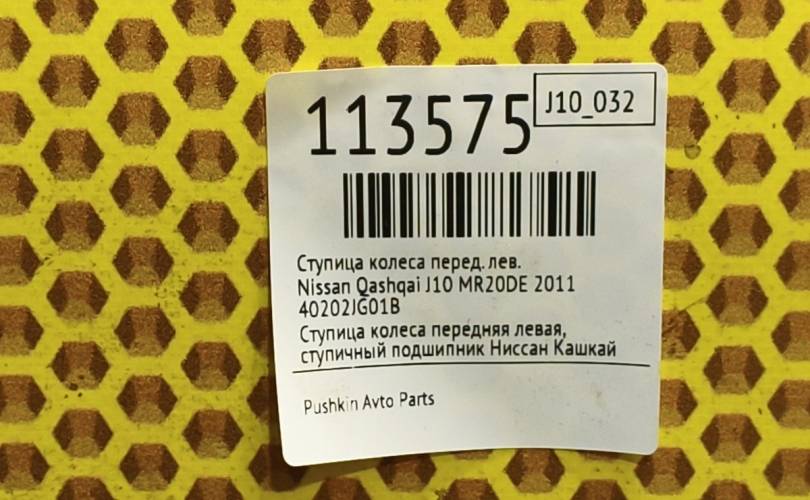 113575
J10_032
Ступица колеса перед. лев.
Nissan Qashqai J10 MR20DE 2011
40202JG01B
Ступица колеса передняя левая,
ступичный подшипник Ниссан Кашкай
Pushkin Avto Parts